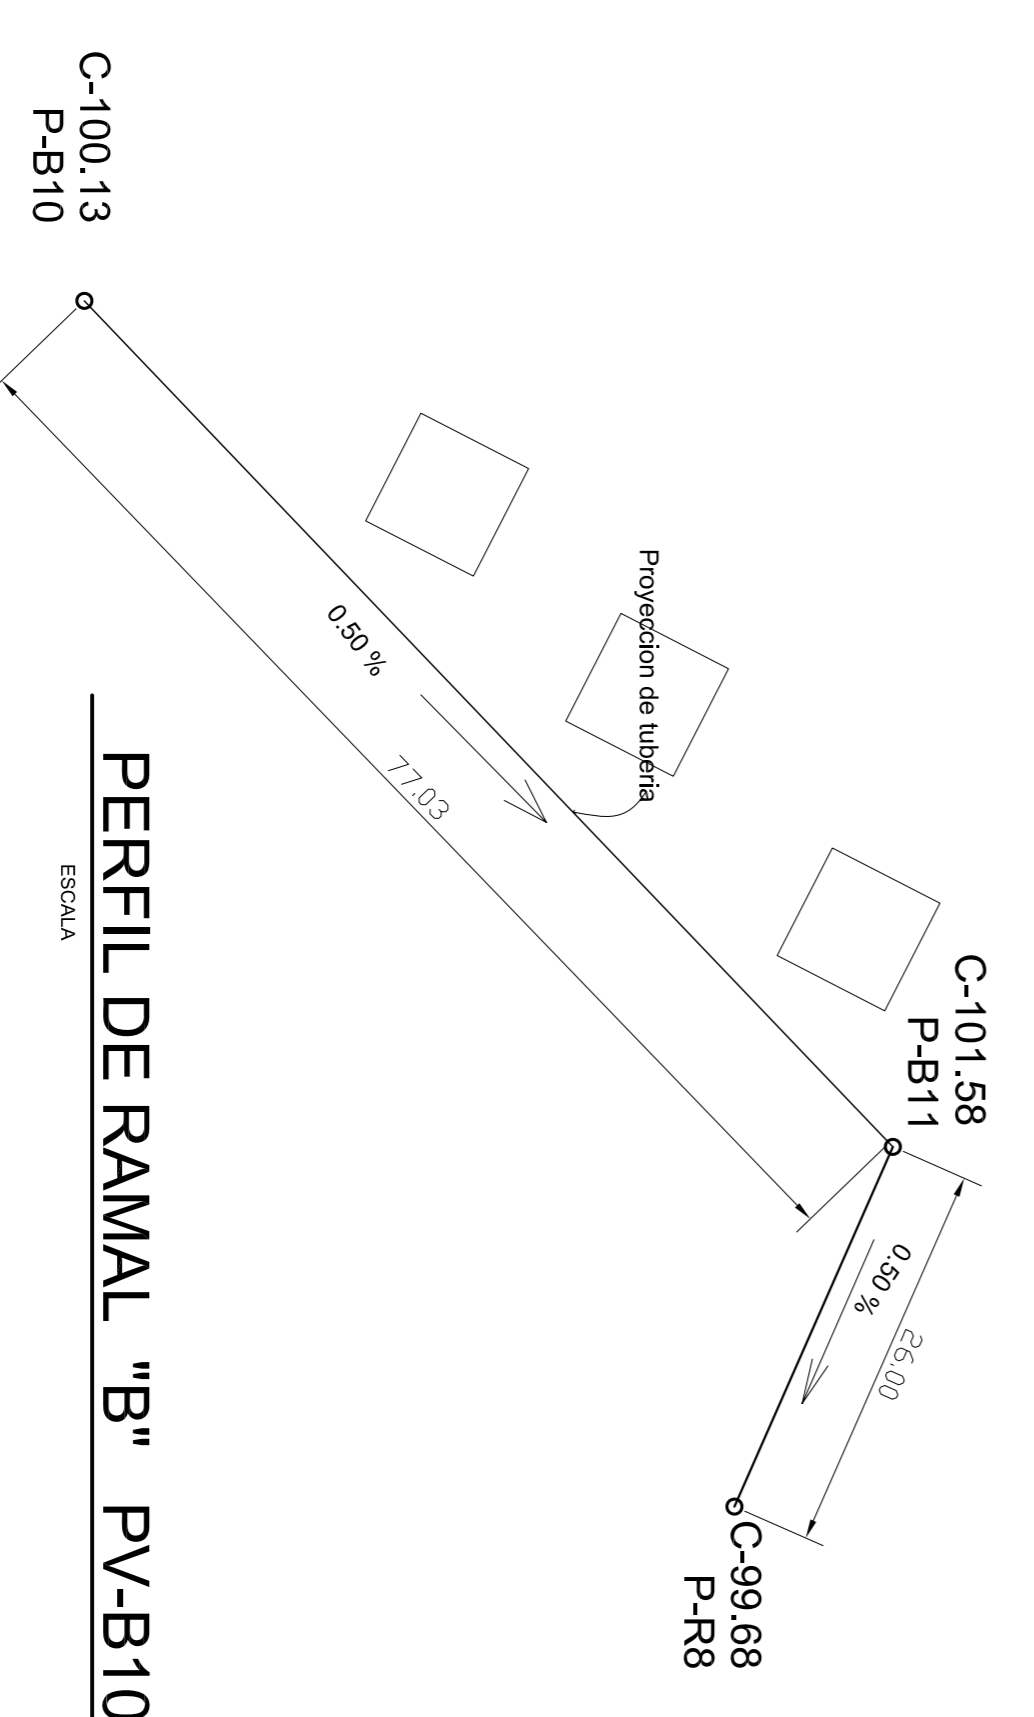 C-100.13
P-B10
0.50 %
77.03
Proyeccion de tuberia
C-101.58
P-B11
0.50 %
26.00
C-99.68
P-R8
PERFIL DE RAMAL "B" PV-B10
ESCALA